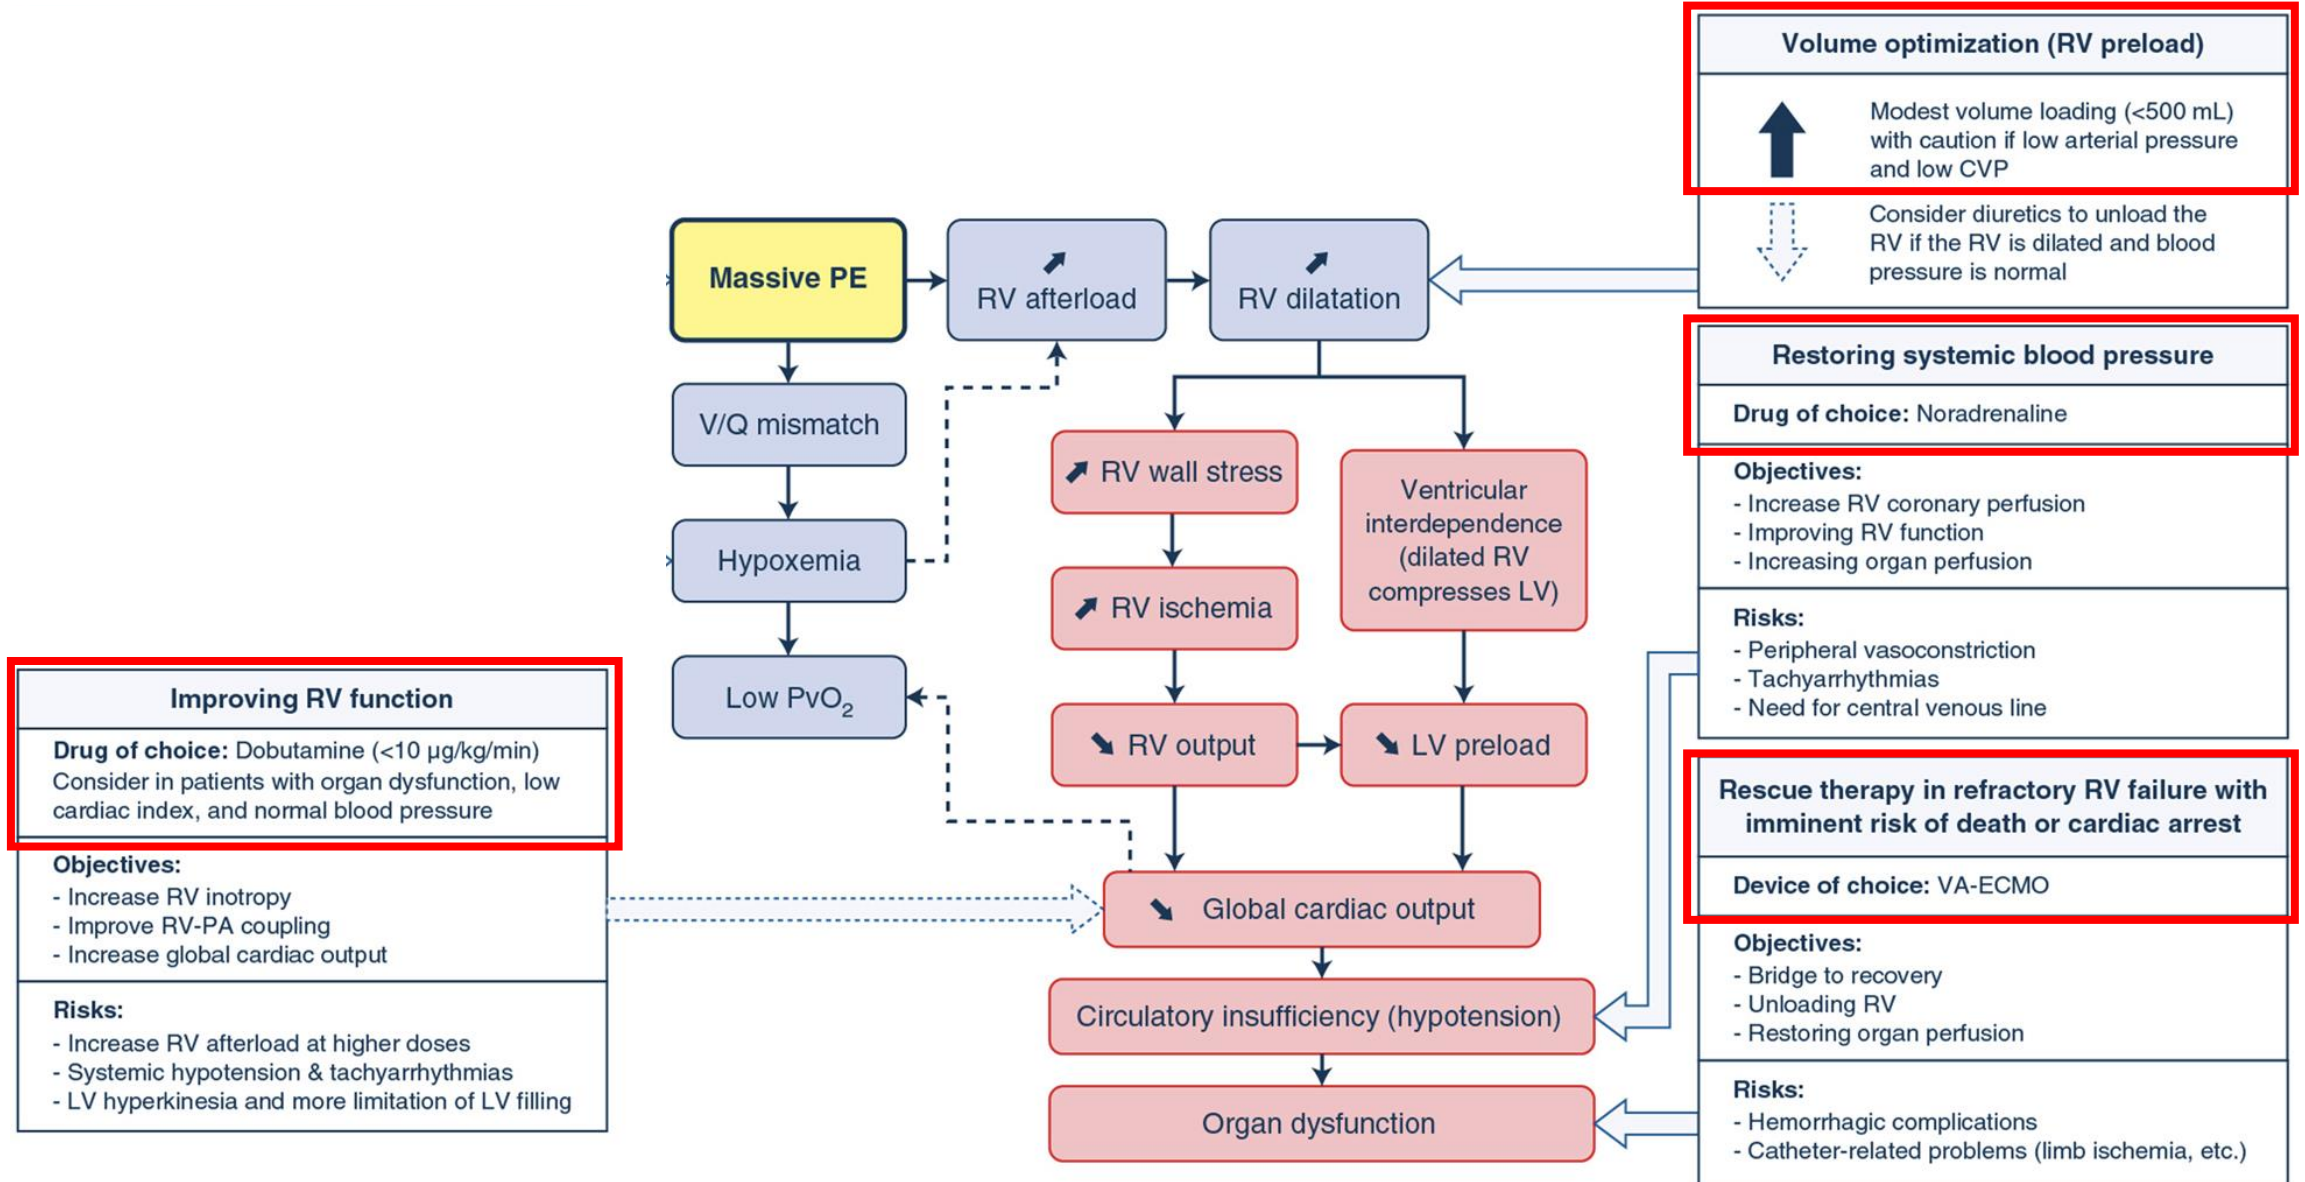 Volume optimization (RV preload)
Modest volume loading (<500 mL)
with caution if low arterial pressure
and low CVP
Consider diuretics to unload the
RV if the RV is dilated and blood
pressure is normal
Massive PE
RV afterload
RV dilatation
V/Q mismatch
Hypoxemia
Low PvO₂
RV wall stress
RV ischemia
RV output
Ventricular
interdependence
(dilated RV
compresses LV)
LV preload
Global cardiac output
Circulatory insufficiency (hypotension)
Organ dysfunction
Restoring systemic blood pressure
Drug of choice: Noradrenaline
Objectives:
- Increase RV coronary perfusion
- Improving RV function
- Increasing organ perfusion
Risks:
- Peripheral vasoconstriction
- Tachyarrhythmias
- Need for central venous line
Rescue therapy in refractory RV failure with
imminent risk of death or cardiac arrest
Device of choice: VA-ECMO
Objectives:
- Bridge to recovery
- Unloading RV
- Restoring organ perfusion
Risks:
- Hemorrhagic complications
- Catheter-related problems (limb ischemia, etc.)
Improving RV function
Drug of choice: Dobutamine (<10 µg/kg/min)
Consider in patients with organ dysfunction, low
cardiac index, and normal blood pressure
Objectives:
- Increase RV inotropy
- Improve RV-PA coupling
- Increase global cardiac output
Risks:
- Increase RV afterload at higher doses
- Systemic hypotension & tachyarrhythmias
- LV hyperkinesia and more limitation of LV filling